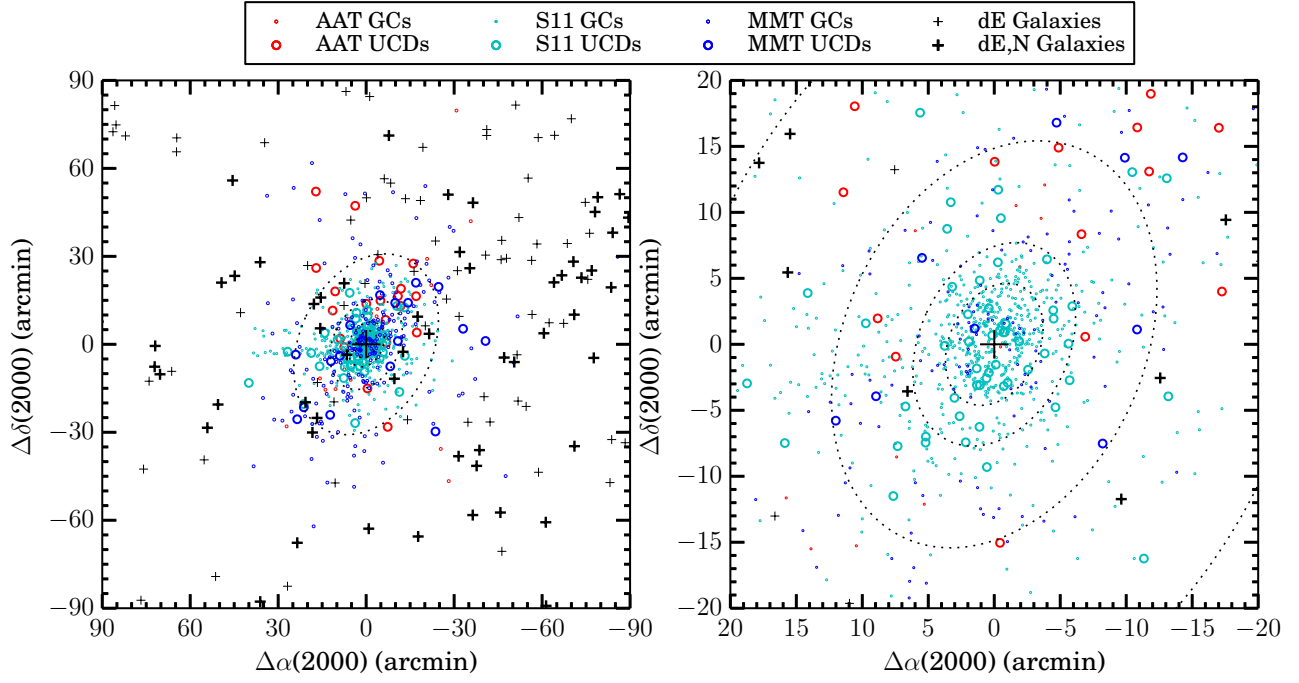 AAT GCs S11 GCs MMT GCs dE Galaxies
AAT UCDs S11 UCDs MMT UCDs dE,N Galaxies
90
60
30
0
−30
−60
−90
Δδ(2000) (arcmin)
90 60 30 0 −30 −60 −90
Δα(2000) (arcmin)
20
15
10
5
0
−5
−10
−15
−20
Δδ(2000) (arcmin)
20 15 10 5 0 −5 −10 −15 −20
Δα(2000) (arcmin)